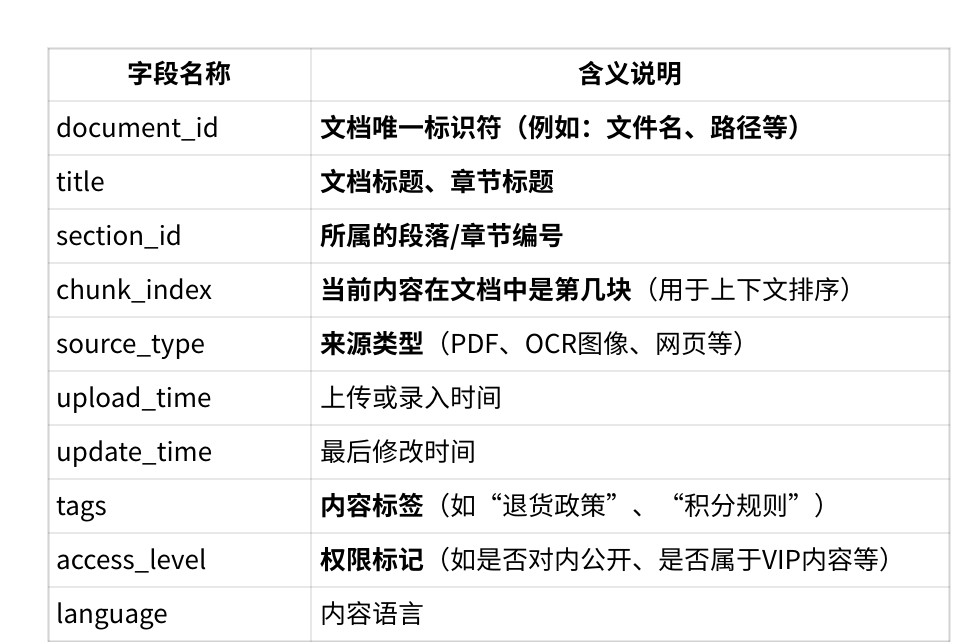 字段名称 含义说明
document_id 文档唯一标识符（例如：文件名、路径等）
title 文档标题、章节标题
section_id 所属的段落/章节编号
chunk_index 当前内容在文档中是第几块（用于上下文排序）
source_type 来源类型（PDF、OCR图像、网页等）
upload_time 上传或录入时间
update_time 最后修改时间
tags 内容标签（如“退货政策”、“积分规则”）
access_level 权限标记（如是否对内公开、是否属于VIP内容等）
language 内容语言